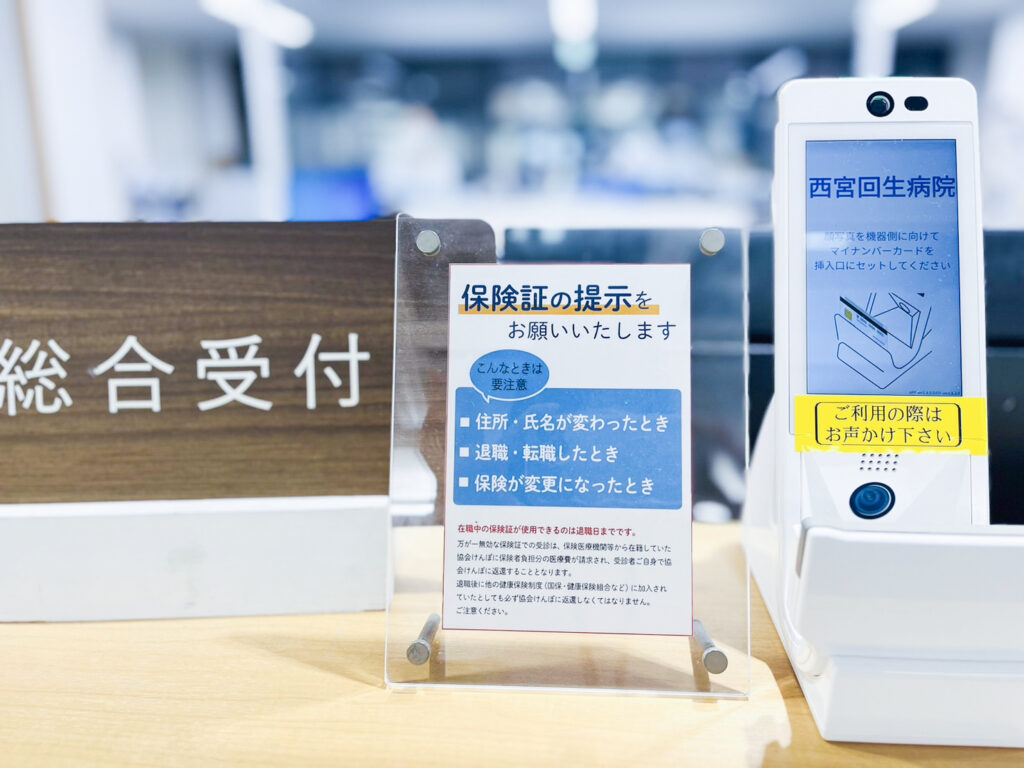 総合受付
保険証の提示を
お願いいたします
こんなときは
要注意
■ 住所・氏名が変わったとき
■ 退職・転職したとき
■ 保険が変更になったとき
在職中の保険証が使用できるのは退職日までです。
万が一無効な保険証での受診は、保険医療機関等から在籍していた
協会けんぽに保険者負担分の医療費が請求され、受診者ご自身で協
会けんぽに返還することとなります。
退職後に他の健康保険制度（国保・健康保険組合など）に加入され
ていたとしても必ず協会けんぽに返還しなくてはなりません。
ご注意ください。
西宮回生病院
顔写真を機器側に向けて
マイナンバーカードを
挿入口にセットしてください
ご利用の際は
お声かけ下さい